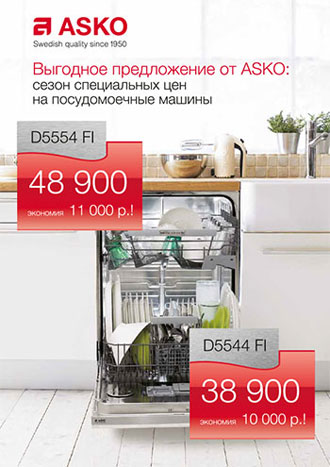 ASKO
Swedish quality since 1950
Выгодное предложение от ASKO:
сезон специальных цен
на посудомоечные машины
D5554 FI
48 900
экономия 11 000 р.!
D5544 FI
38 900
экономия 10 000 р.!